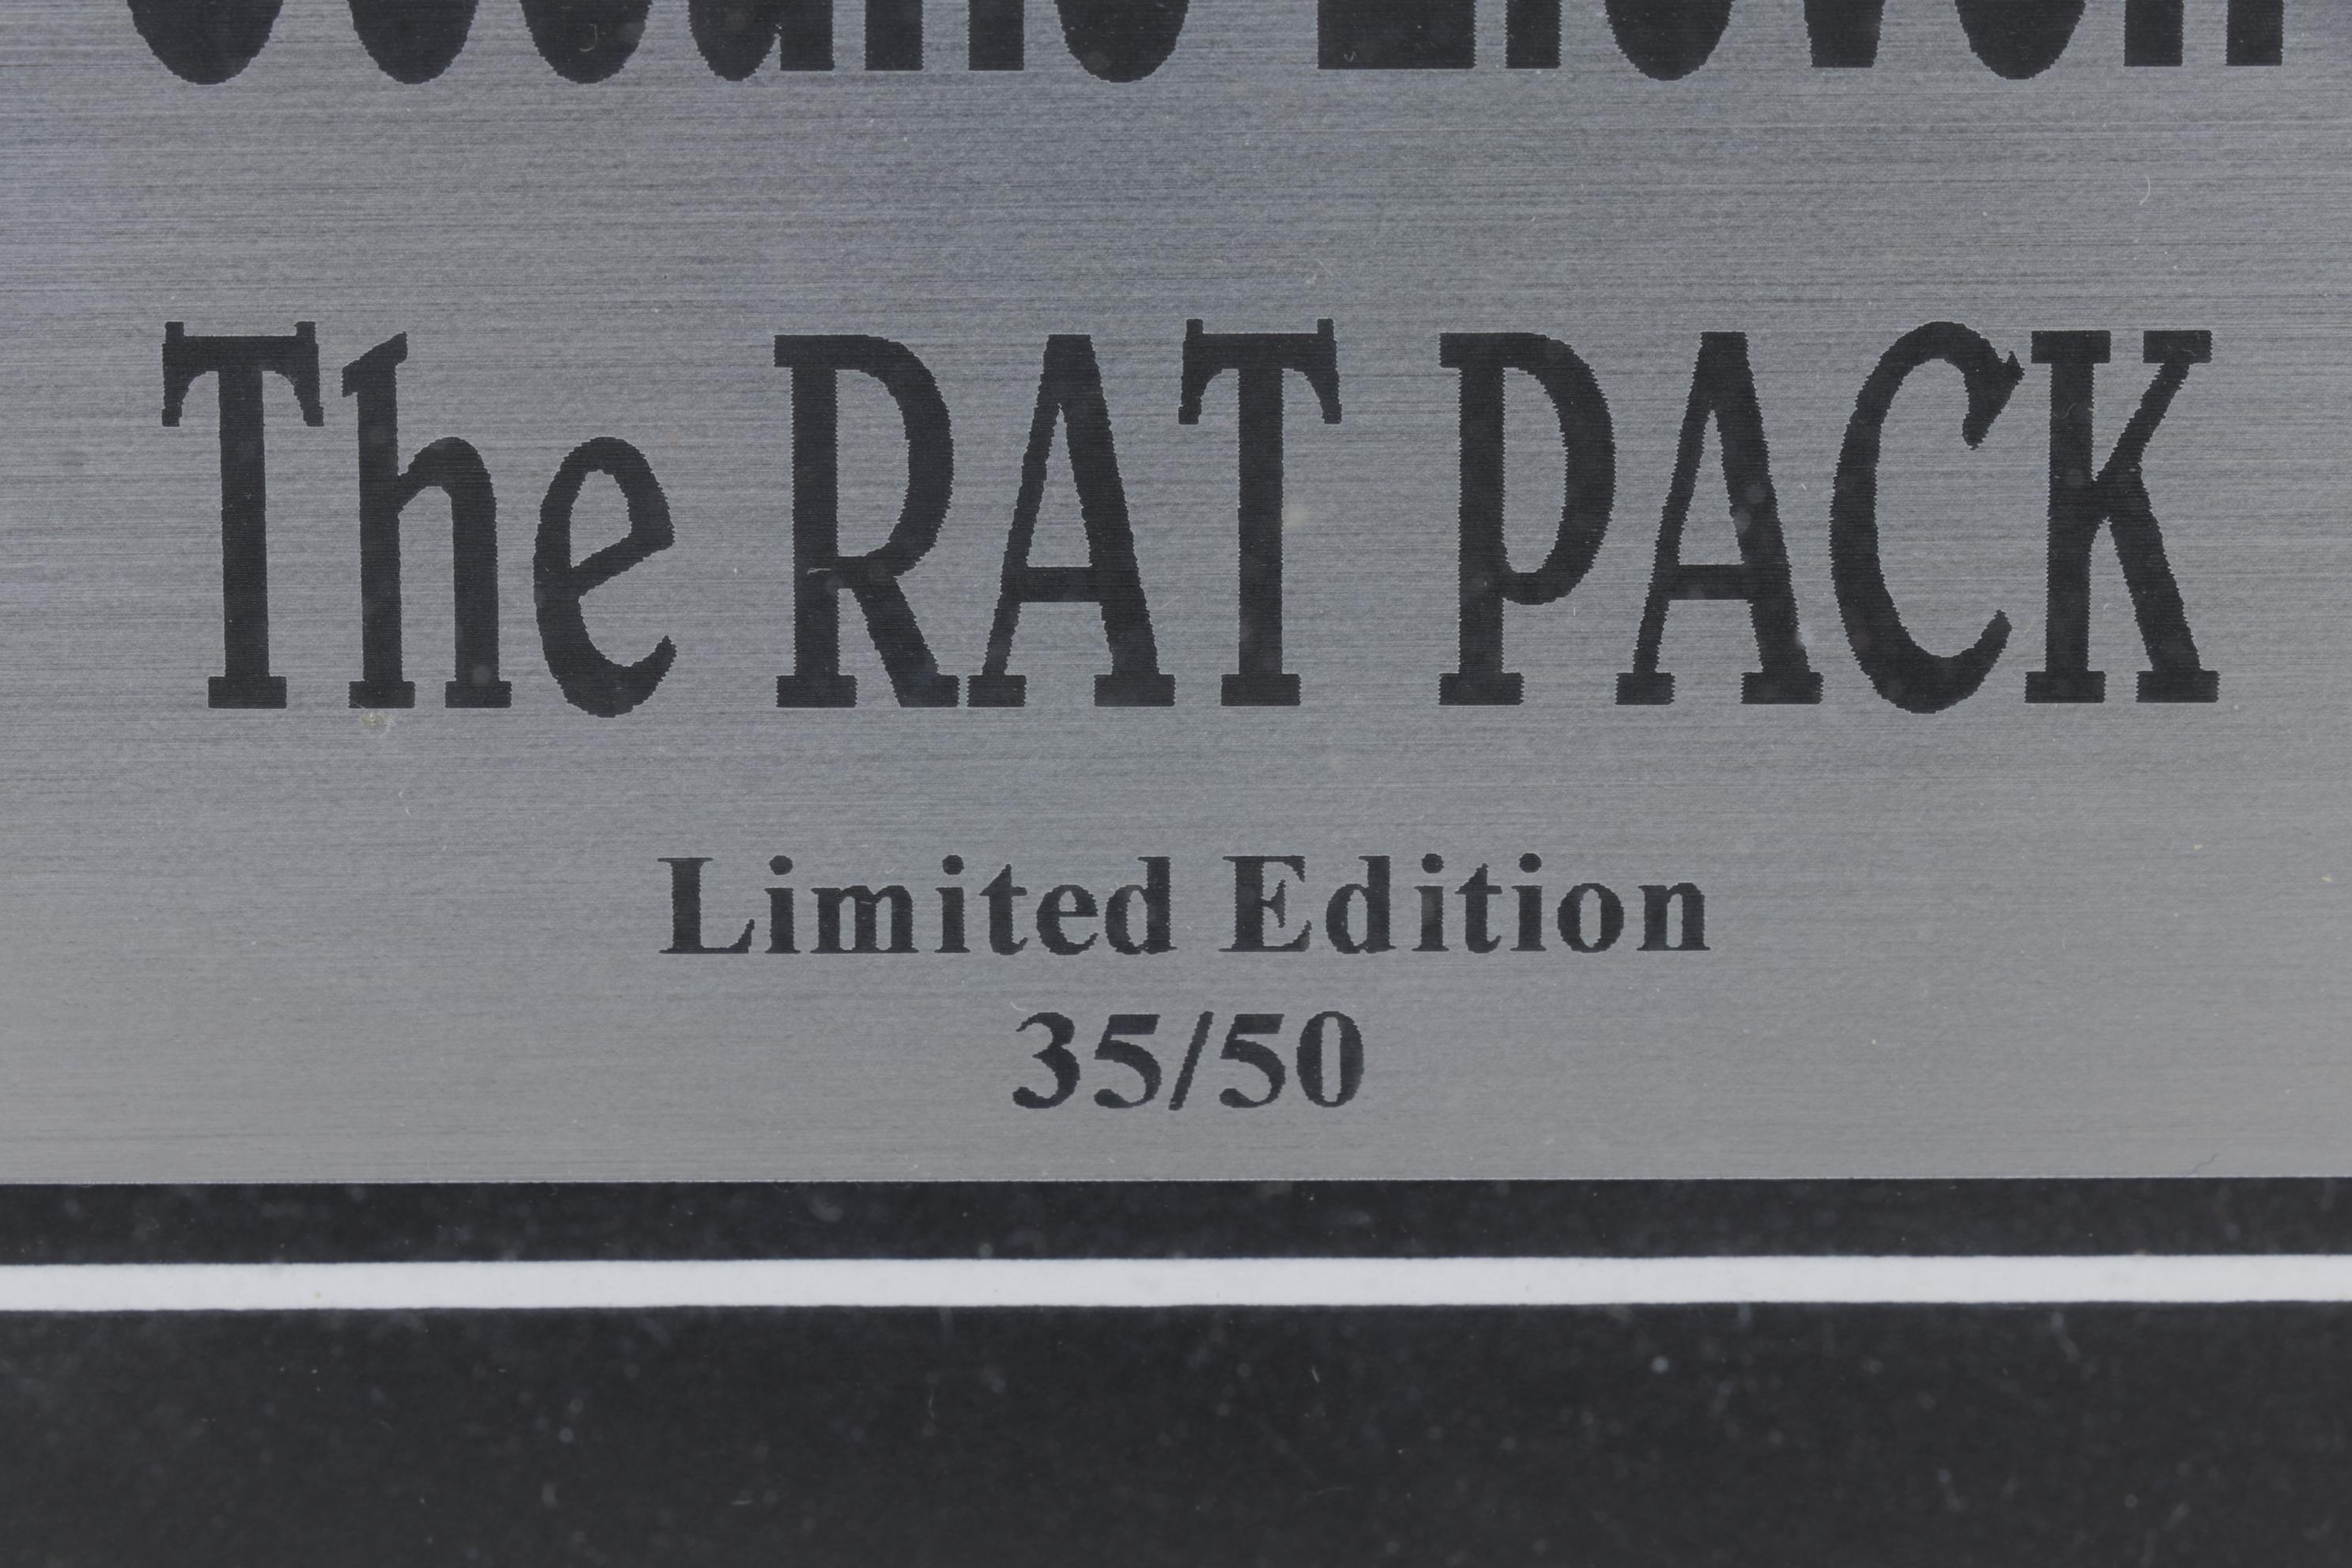 The RAT PACK
Limited Edition
35/50